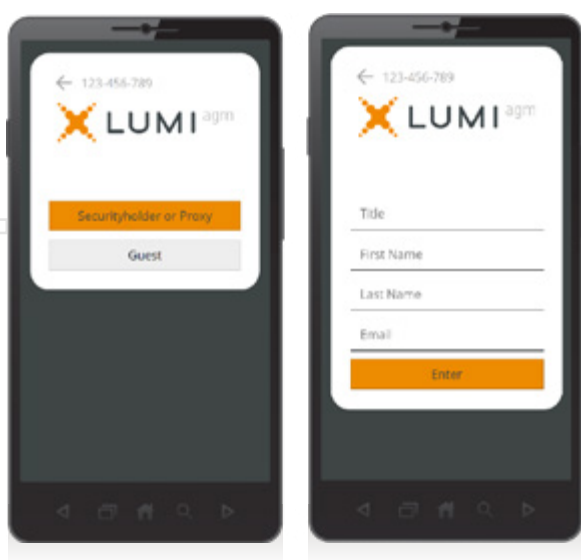 123-456-789
LUMI agm
Securityholder or Proxy
Guest
123-456-789
LUMI agm
Title
First Name
Last Name
Email
Enter